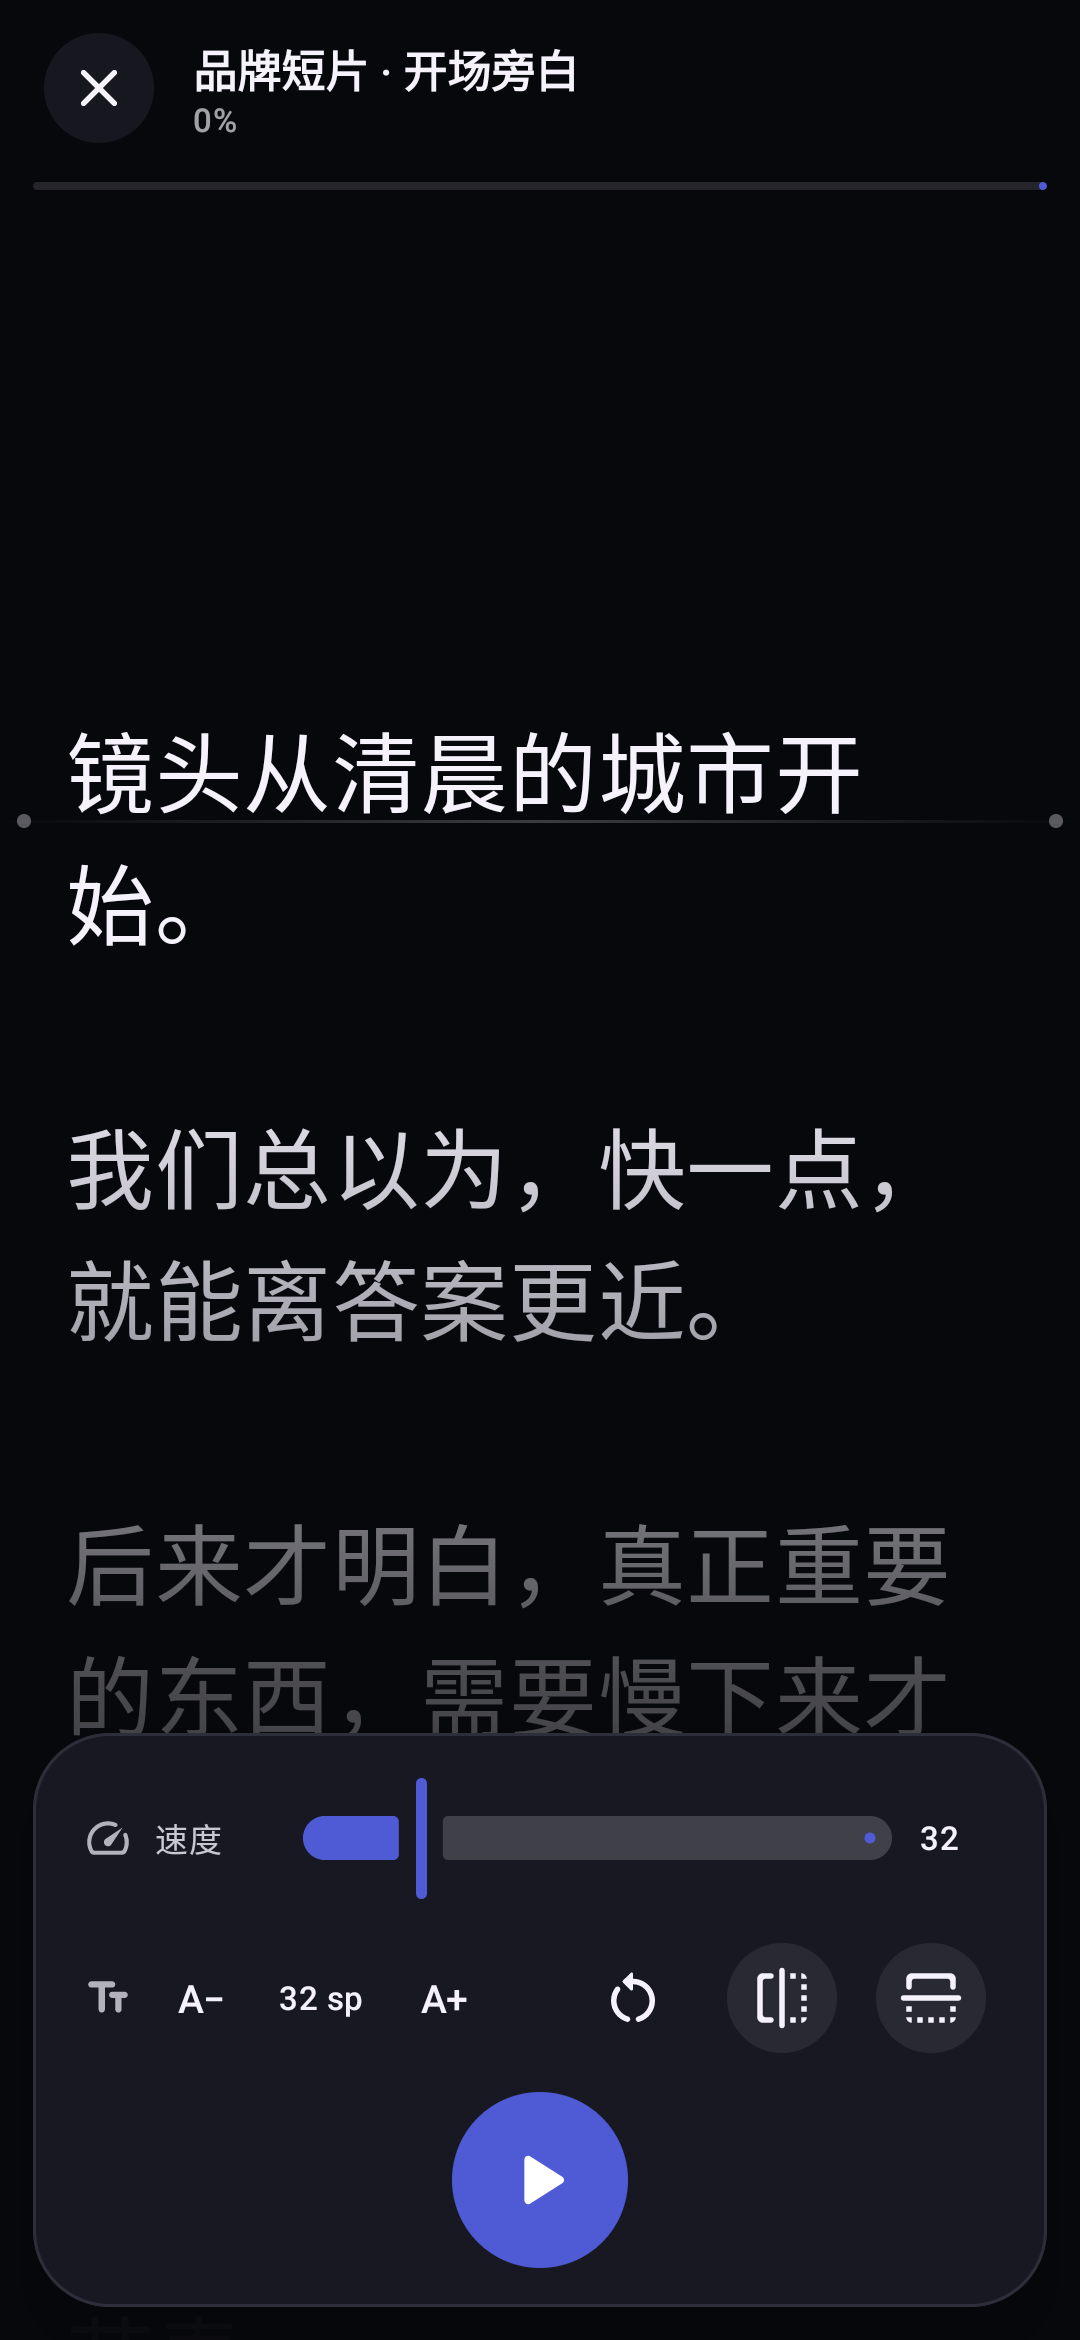 品牌短片 · 开场旁白
0%
镜头从清晨的城市开
始。
我们总以为，快一点，
就能离答案更近。
后来才明白，真正重要
的东西，需要慢下来才
速度
32
A−
32 sp
A+